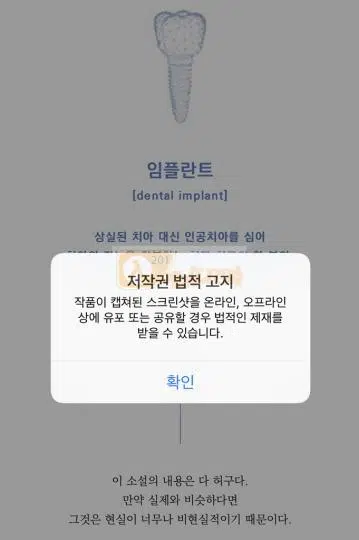 임플란트
[dental implant]
상실된 치아 대신 인공치아를 심어
201
저작권 법적 고지
작품이 캡쳐된 스크린샷을 온라인, 오프라인
상에 유포 또는 공유할 경우 법적인 제재를
받을 수 있습니다.
확인
이 소설의 내용은 다 허구다.
만약 실제와 비슷하다면
그것은 현실이 너무나 비현실적이기 때문이다.